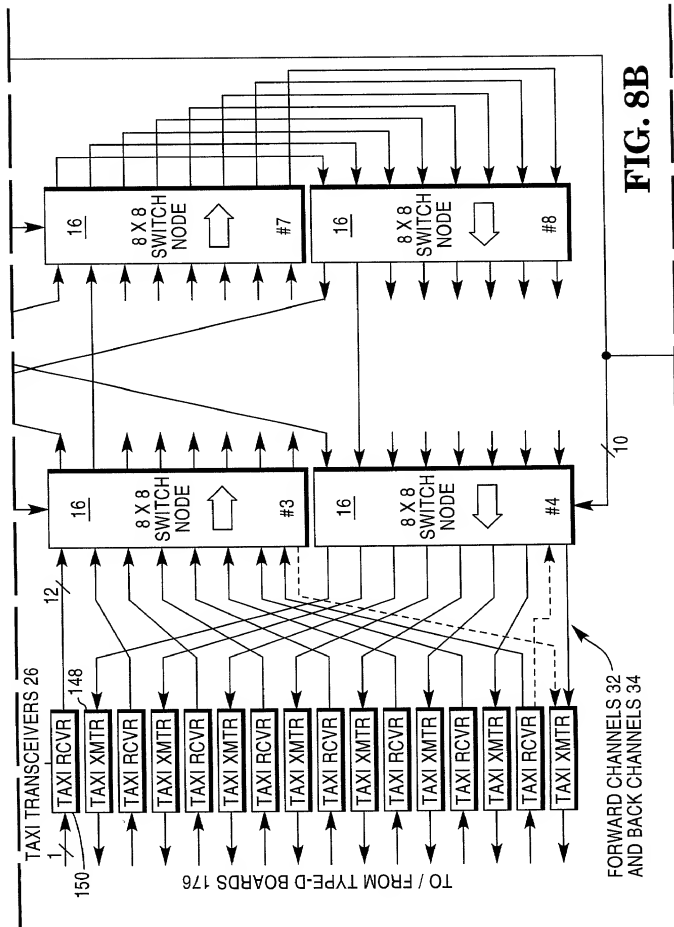 TAXI TRANSCEIVERS 26
1
150
148
12
TAXI RCVR
TAXI XMTR
TAXI RCVR
TAXI XMTR
TAXI RCVR
TAXI XMTR
TAXI RCVR
TAXI XMTR
TAXI RCVR
TAXI XMTR
TAXI RCVR
TAXI XMTR
TAXI RCVR
TAXI XMTR
TAXI RCVR
TAXI XMTR
TO / FROM TYPE-D BOARDS 176
16
8 X 8
SWITCH
NODE
#3
16
8 X 8
SWITCH
NODE
#4
16
8 X 8
SWITCH
NODE
#7
16
8 X 8
SWITCH
NODE
#8
10
FORWARD CHANNELS 32
AND BACK CHANNELS 34
FIG. 8B